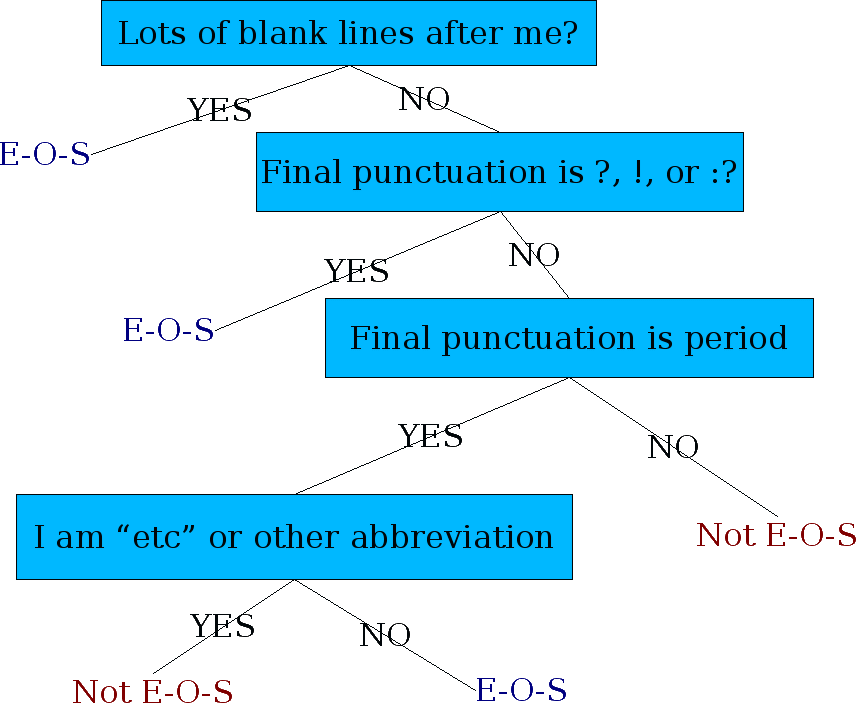 Lots of blank lines after me?
YES
NO
E-O-S
Final punctuation is ?, !, or :?
YES
NO
E-O-S
Final punctuation is period
YES
NO
I am “etc” or other abbreviation
Not E-O-S
YES
NO
Not E-O-S
E-O-S